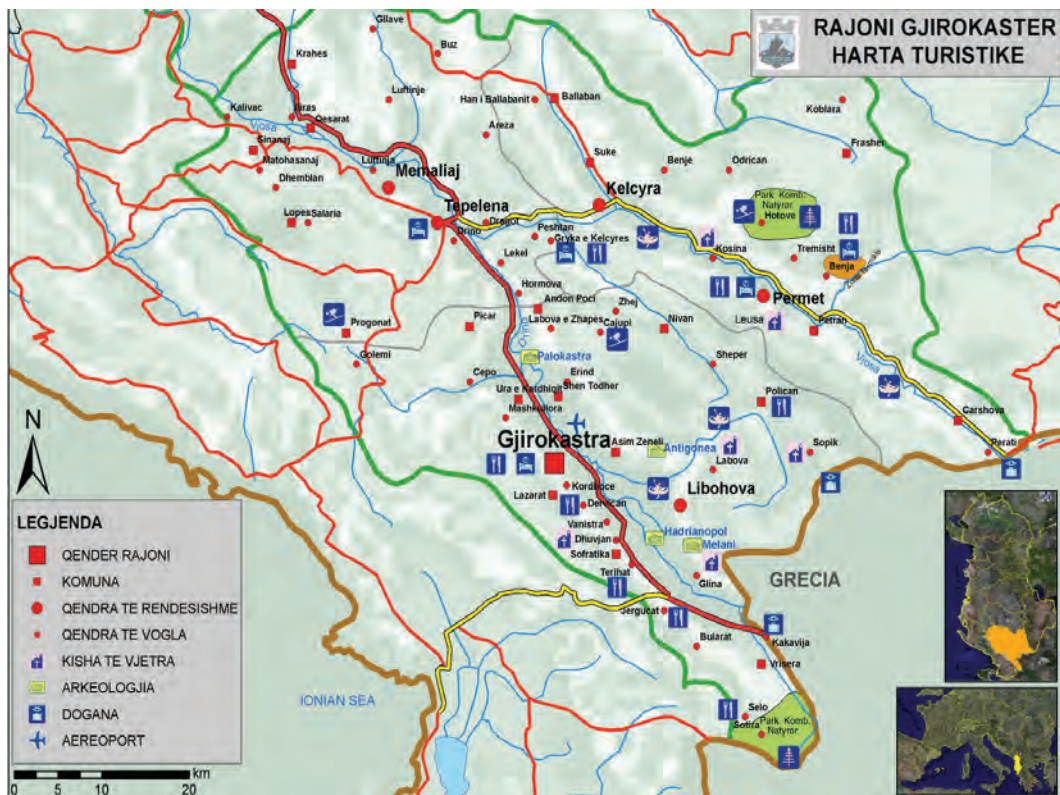 RAJONI GJIROKASTER
HARTA TURISTIKE
Gllave
Buz
Krahes
Luftinje
Han i Ballabanit
Ballaban
Koblara
Kalivac
Iliras
Qesarat
Vjosa
Areza
Sinanaj
Frasher
Matohasanaj
Luftinja
Suke
Benje
Odrican
Memaliaj
Dhemblan
Kelcyra
Park Komb.
Natyror
Hotove
Lopes
Salaria
Tepelena
Dragot
Drino
Peshtan
Gryka e Kelcyres
Kosina
Tremisht
Lekel
Benja
Hormova
Permet
Andon Poci
Zhej
Leusa
Progonat
Picar
Labova e Zhapes
Cajupi
Nivan
Petran
Vjosa
Golemi
Palokastra
Sheper
Cepo
Erind
Ura e Kardhiqit
Shen Todher
Polican
Mashkullora
Carshova
N
Gjirokastra
Asim Zeneli
Antigonea
Sopik
Perati
Labova
Kordhoce
Lazarat
Dervican
Libohova
Vanistra
Hadrianopol
Dhuvjan
Melani
Sofratika
Terihat
Glina
GRECIA
Jergucat
Kakavija
Bularat
Vrisera
IONIAN SEA
Selo
Sotira
Park Komb.
Natyror
LEGJENDA
QENDER RAJONI
KOMUNA
QENDRA TE RENDESISHME
QENDRA TE VOGLA
KISHA TE VJETRA
ARKEOLOGJIA
DOGANA
AEREOPORT
km
0 5 10 20